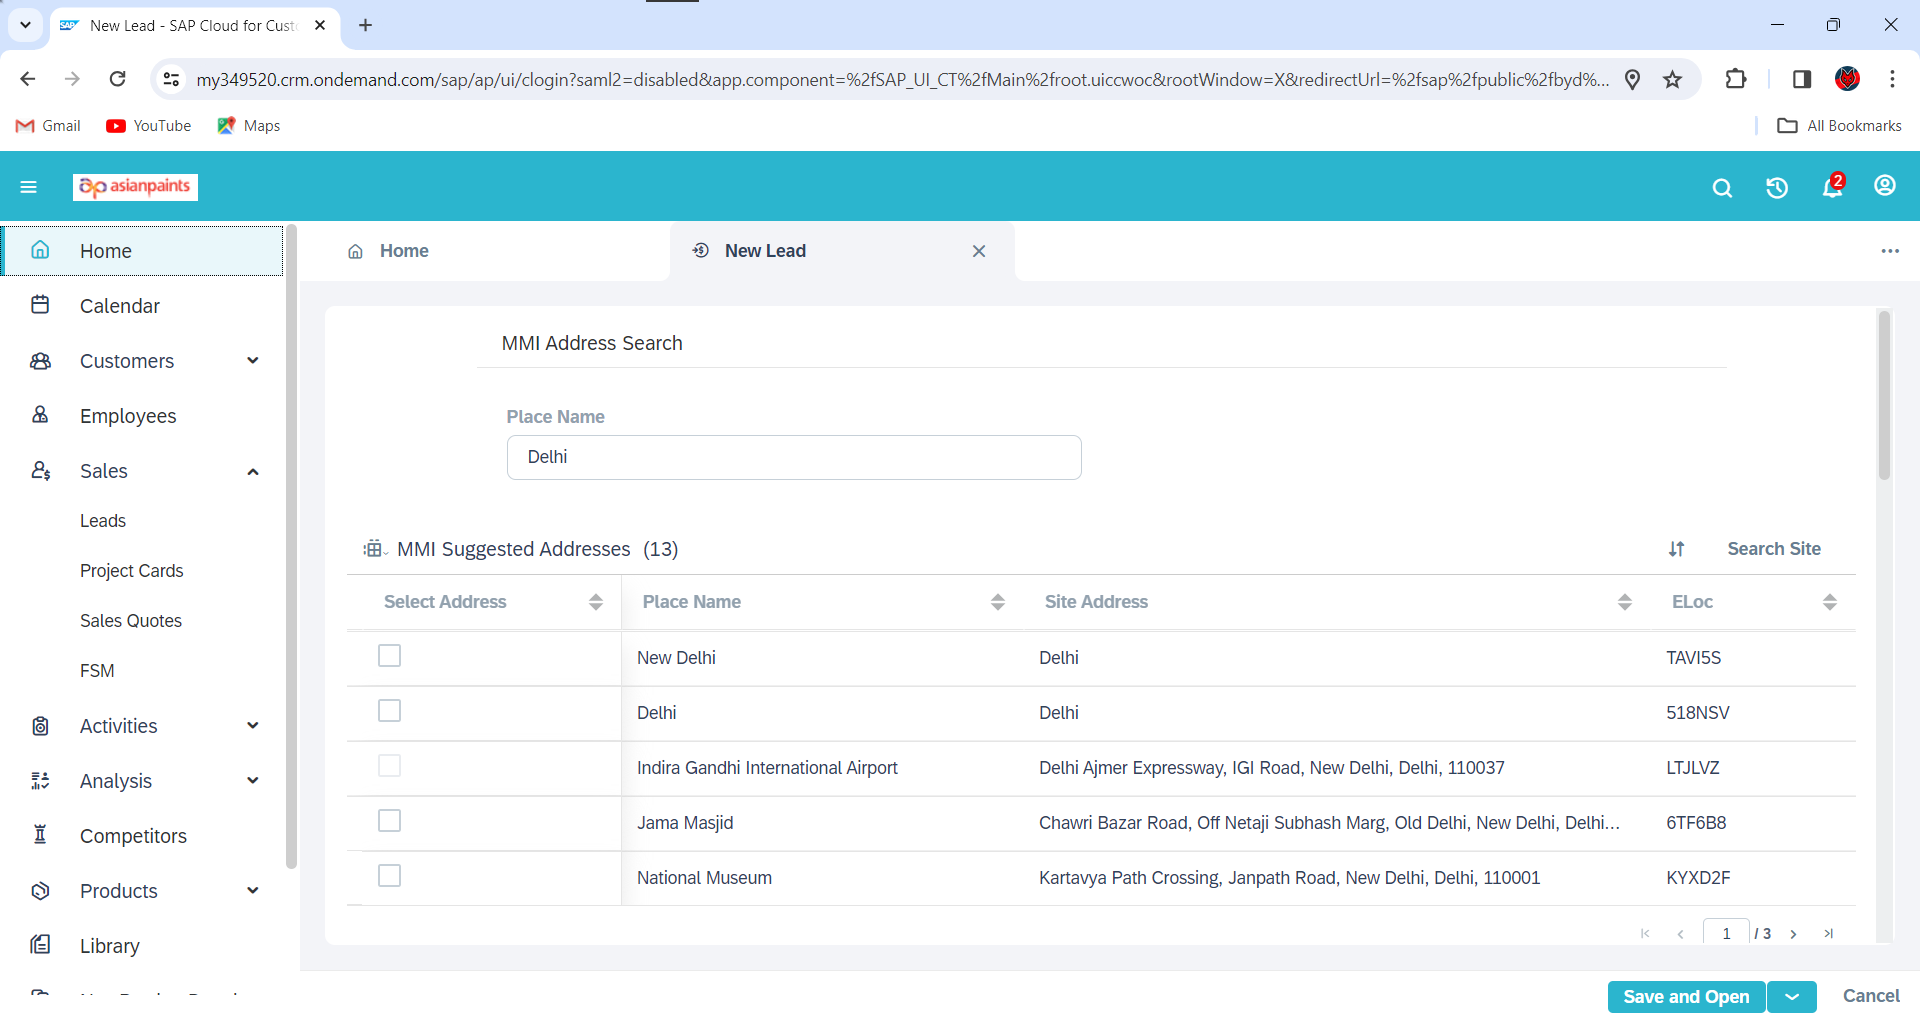 New Lead - SAP Cloud for Cust
my349520.crm.ondemand.com/sap/ap/ui/clogin?saml2=disabled&app.component=%2fSAP_UI_CT%2fMain%2froot.uiccwoc&rootWindow=X&redirectUrl=%2fsap%2fpublic%2fbyd%...
Gmail YouTube Maps All Bookmarks
asianpaints 2
Home
Calendar
Customers
Employees
Sales
Leads
Project Cards
Sales Quotes
FSM
Activities
Analysis
Competitors
Products
Library
Home New Lead
MMI Address Search
Place Name
Delhi
MMI Suggested Addresses (13) Search Site
Select Address Place Name Site Address ELoc
New Delhi Delhi TAVI5S
Delhi Delhi 518NSV
Indira Gandhi International Airport Delhi Ajmer Expressway, IGI Road, New Delhi, Delhi, 110037 LTJLVZ
Jama Masjid Chawri Bazar Road, Off Netaji Subhash Marg, Old Delhi, New Delhi, Delhi... 6TF6B8
National Museum Kartavya Path Crossing, Janpath Road, New Delhi, Delhi, 110001 KYXD2F
1 / 3
Save and Open Cancel